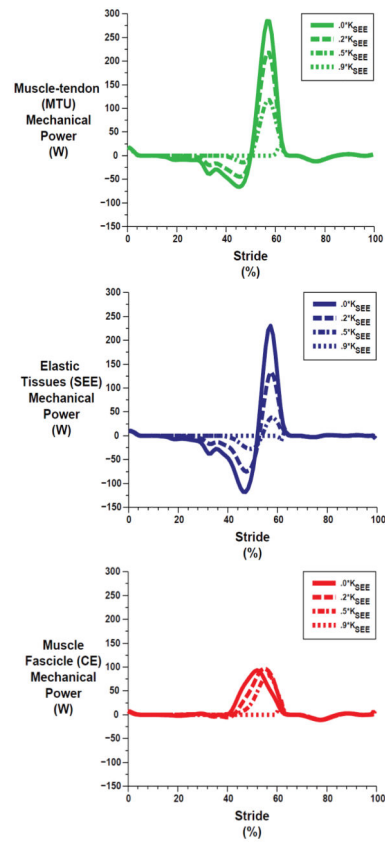 Muscle-tendon
(MTU)
Mechanical
Power
(W)
300
250
200
150
100
50
0
-50
-100
-150
.0*KSEE
.2*KSEE
.5*KSEE
.9*KSEE
0 20 40 60 80 100
Stride
(%)
Elastic
Tissues (SEE)
Mechanical
Power
(W)
300
250
200
150
100
50
0
-50
-100
-150
.0*KSEE
.2*KSEE
.5*KSEE
.9*KSEE
0 20 40 60 80 100
Stride
(%)
Muscle
Fascicle (CE)
Mechanical
Power
(W)
300
250
200
150
100
50
0
-50
-100
-150
.0*KSEE
.2*KSEE
.5*KSEE
.9*KSEE
0 20 40 60 80 100
Stride
(%)